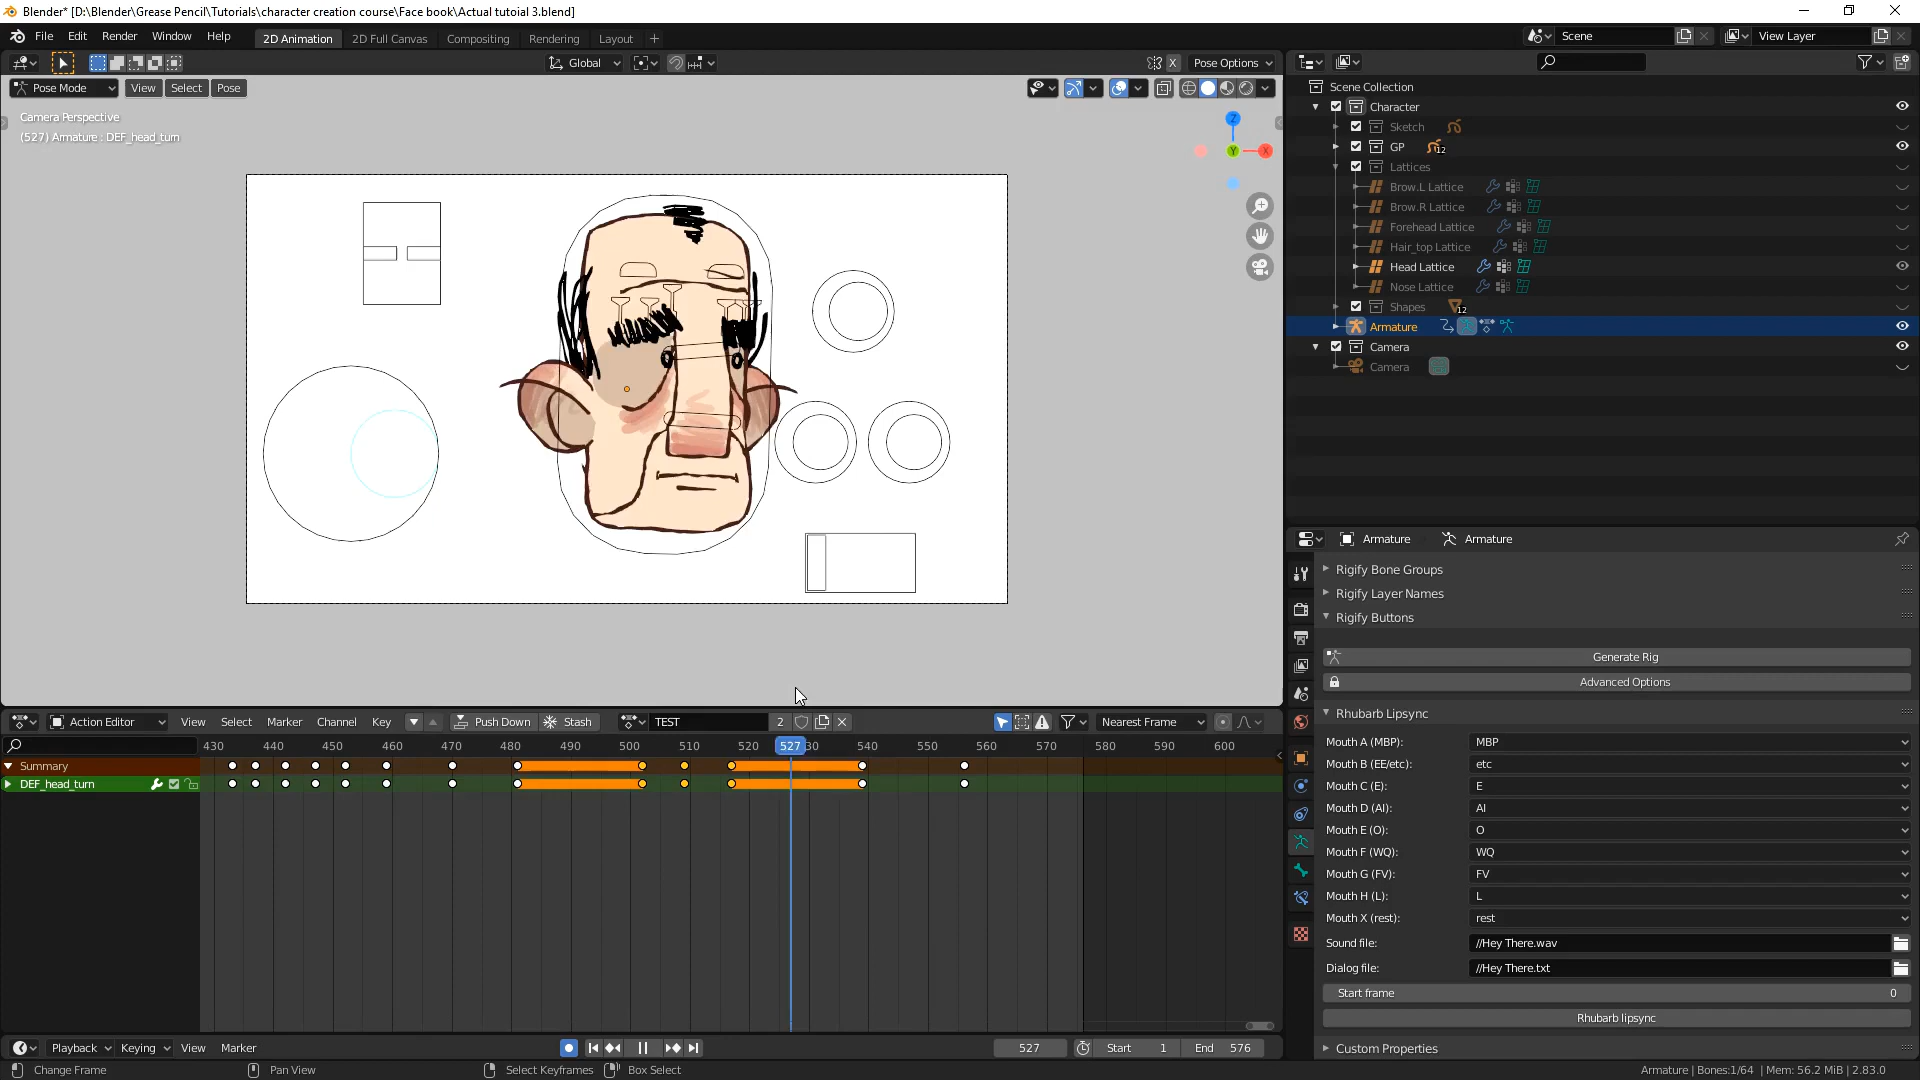 Blender* [D:\Blender\Grease Pencil\Tutorials\character creation course\Face book\Actual tutoial 3.blend]
File Edit Render Window Help 2D Animation 2D Full Canvas Compositing Rendering Layout Scene View Layer
Global Pose Options
Pose Mode View Select Pose
Camera Perspective
(527) Armature : DEF_head_turn
Z
Y
X
Scene Collection
Character
Sketch
GP 12
Lattices
Brow.L Lattice
Brow.R Lattice
Forehead Lattice
Hair_top Lattice
Head Lattice
Nose Lattice
Shapes 12
Armature
Camera
Camera
Armature Armature
Rigify Bone Groups
Rigify Layer Names
Rigify Buttons
Generate Rig
Advanced Options
Rhubarb Lipsync
Mouth A (MBP): MBP
Mouth B (EE/etc): etc
Mouth C (E): E
Mouth D (AI): AI
Mouth E (O): O
Mouth F (WQ): WQ
Mouth G (FV): FV
Mouth H (L): L
Mouth X (rest): rest
Sound file: //Hey There.wav
Dialog file: //Hey There.txt
Start frame 0
Rhubarb lipsync
Custom Properties
Action Editor View Select Marker Channel Key Push Down Stash TEST 2 Nearest Frame
430 440 450 460 470 480 490 500 510 520 527 30 540 550 560 570 580 590 600
Summary
DEF_head_turn
Playback Keying View Marker 527 Start 1 End 576
Change Frame Pan View Select Keyframes Box Select Armature | Bones:1/64 | Mem: 56.2 MiB | 2.83.0